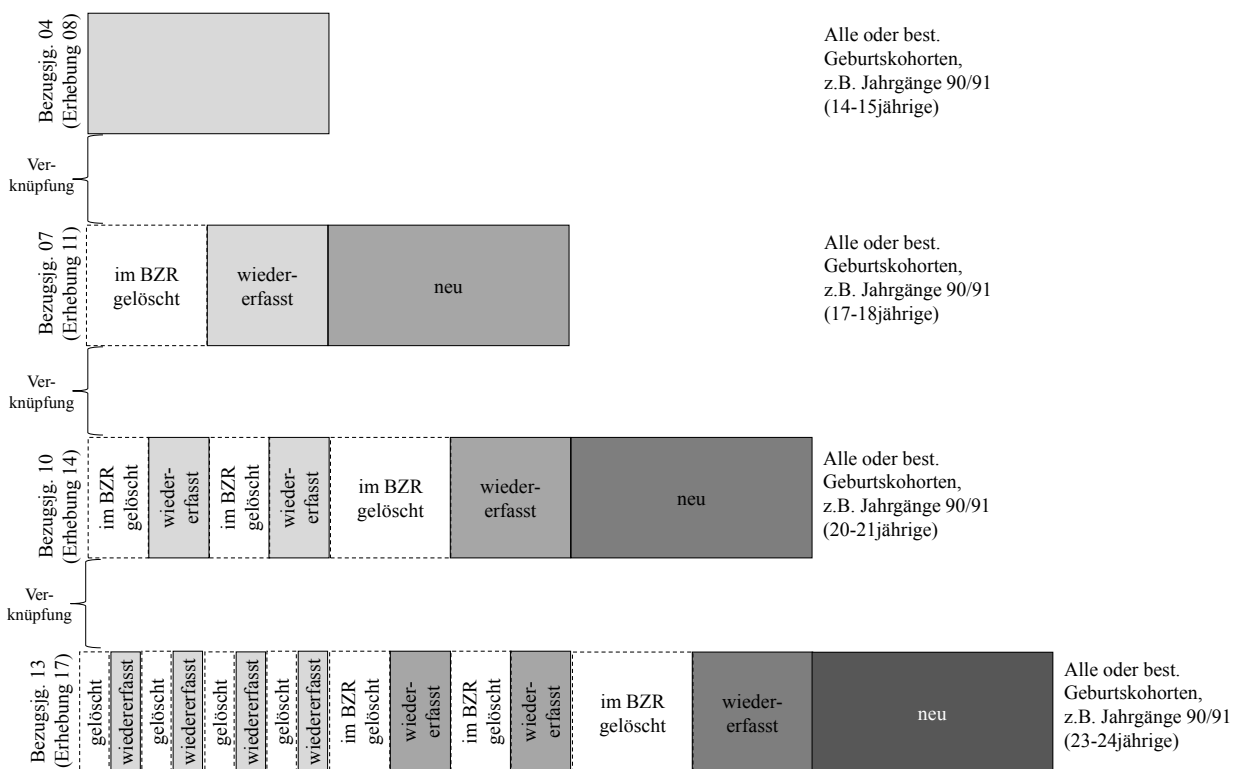 Bezugsjg. 04
(Erhebung 08)
Alle oder best.
Geburtskohorten,
z.B. Jahrgänge 90/91
(14-15jährige)
Ver-
knüpfung
Bezugsjg. 07
(Erhebung 11)
im BZR
gelöscht
wieder-
erfasst
neu
Alle oder best.
Geburtskohorten,
z.B. Jahrgänge 90/91
(17-18jährige)
Ver-
knüpfung
Bezugsjg. 10
(Erhebung 14)
im BZR
gelöscht
wieder-
erfasst
im BZR
gelöscht
wieder-
erfasst
im BZR
gelöscht
wieder-
erfasst
neu
Alle oder best.
Geburtskohorten,
z.B. Jahrgänge 90/91
(20-21jährige)
Ver-
knüpfung
Bezugsjg. 13
(Erhebung 17)
gelöscht
wiedererfasst
gelöscht
wiedererfasst
gelöscht
wiedererfasst
gelöscht
wiedererfasst
im BZR
gelöscht
wieder-
erfasst
im BZR
gelöscht
wieder-
erfasst
im BZR
gelöscht
wieder-
erfasst
neu
Alle oder best.
Geburtskohorten,
z.B. Jahrgänge 90/91
(23-24jährige)